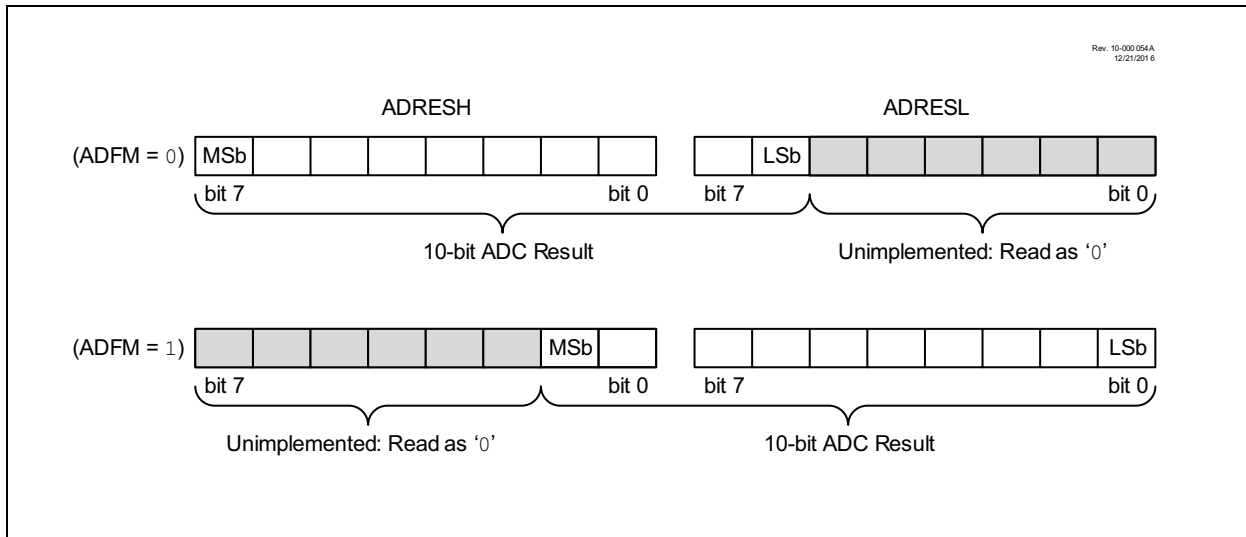 Rev. 10-000 054A
12/21/201 6
ADRESH ADRESL
(ADFM = 0) MSb LSb
bit 7 bit 0 bit 7 bit 0
10-bit ADC Result Unimplemented: Read as ‘0’
(ADFM = 1) MSb LSb
bit 7 bit 0 bit 7 bit 0
Unimplemented: Read as ‘0’ 10-bit ADC Result